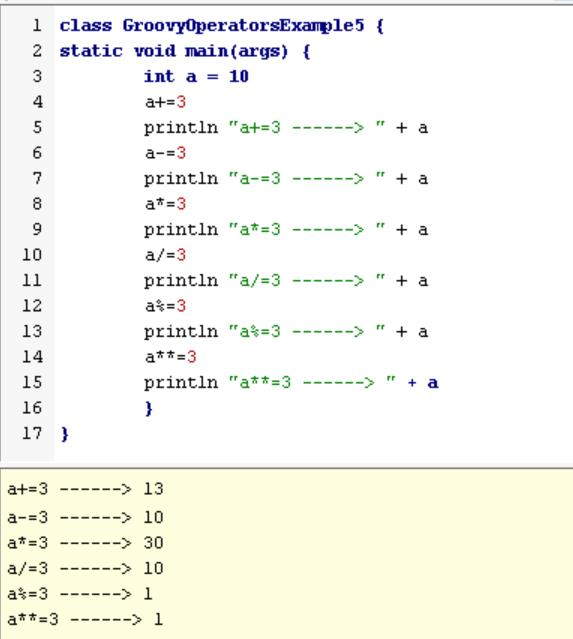 1 class GroovyOperatorsExample5 {
2 static void main(args) {
3 int a = 10
4 a+=3
5 println "a+=3 ------> " + a
6 a-=3
7 println "a-=3 ------> " + a
8 a*=3
9 println "a*=3 ------> " + a
10 a/=3
11 println "a/=3 ------> " + a
12 a%=3
13 println "a%=3 ------> " + a
14 a**=3
15 println "a**=3 ------> " + a
16 }
17 }
a+=3 ------> 13
a-=3 ------> 10
a*=3 ------> 30
a/=3 ------> 10
a%=3 ------> 1
a**=3 ------> 1